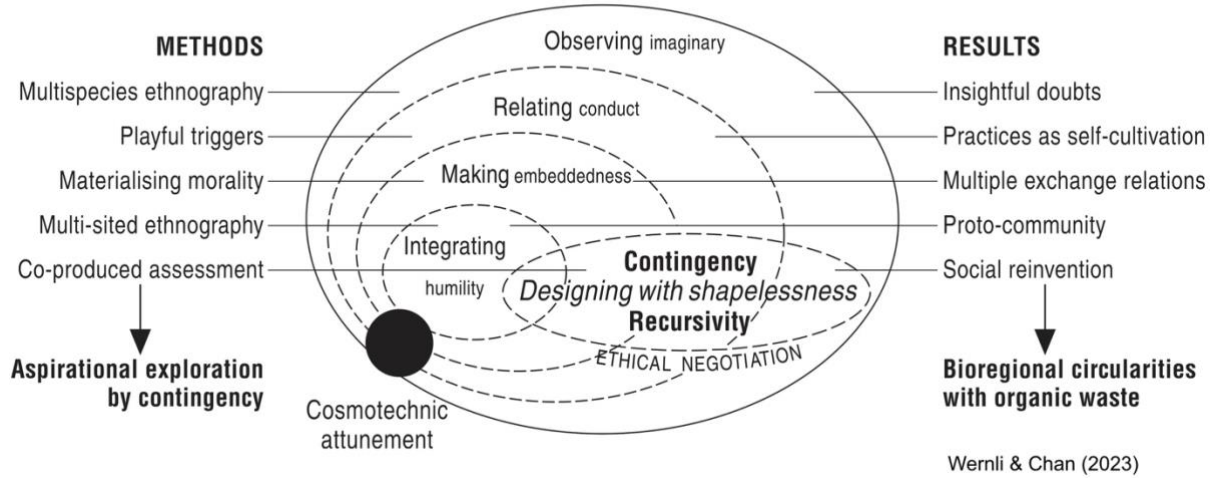 METHODS
Multispecies ethnography
Playful triggers
Materialising morality
Multi-sited ethnography
Co-produced assessment
Aspirational exploration
by contingency
Observing imaginary
Relating conduct
Making embeddedness
Integrating
humility
Contingency
Designing with shapelessness
Recursivity
ETHICAL NEGOTIATION
Cosmotechnic
attunement
RESULTS
Insightful doubts
Practices as self-cultivation
Multiple exchange relations
Proto-community
Social reinvention
Bioregional circularities
with organic waste
Wernli & Chan (2023)